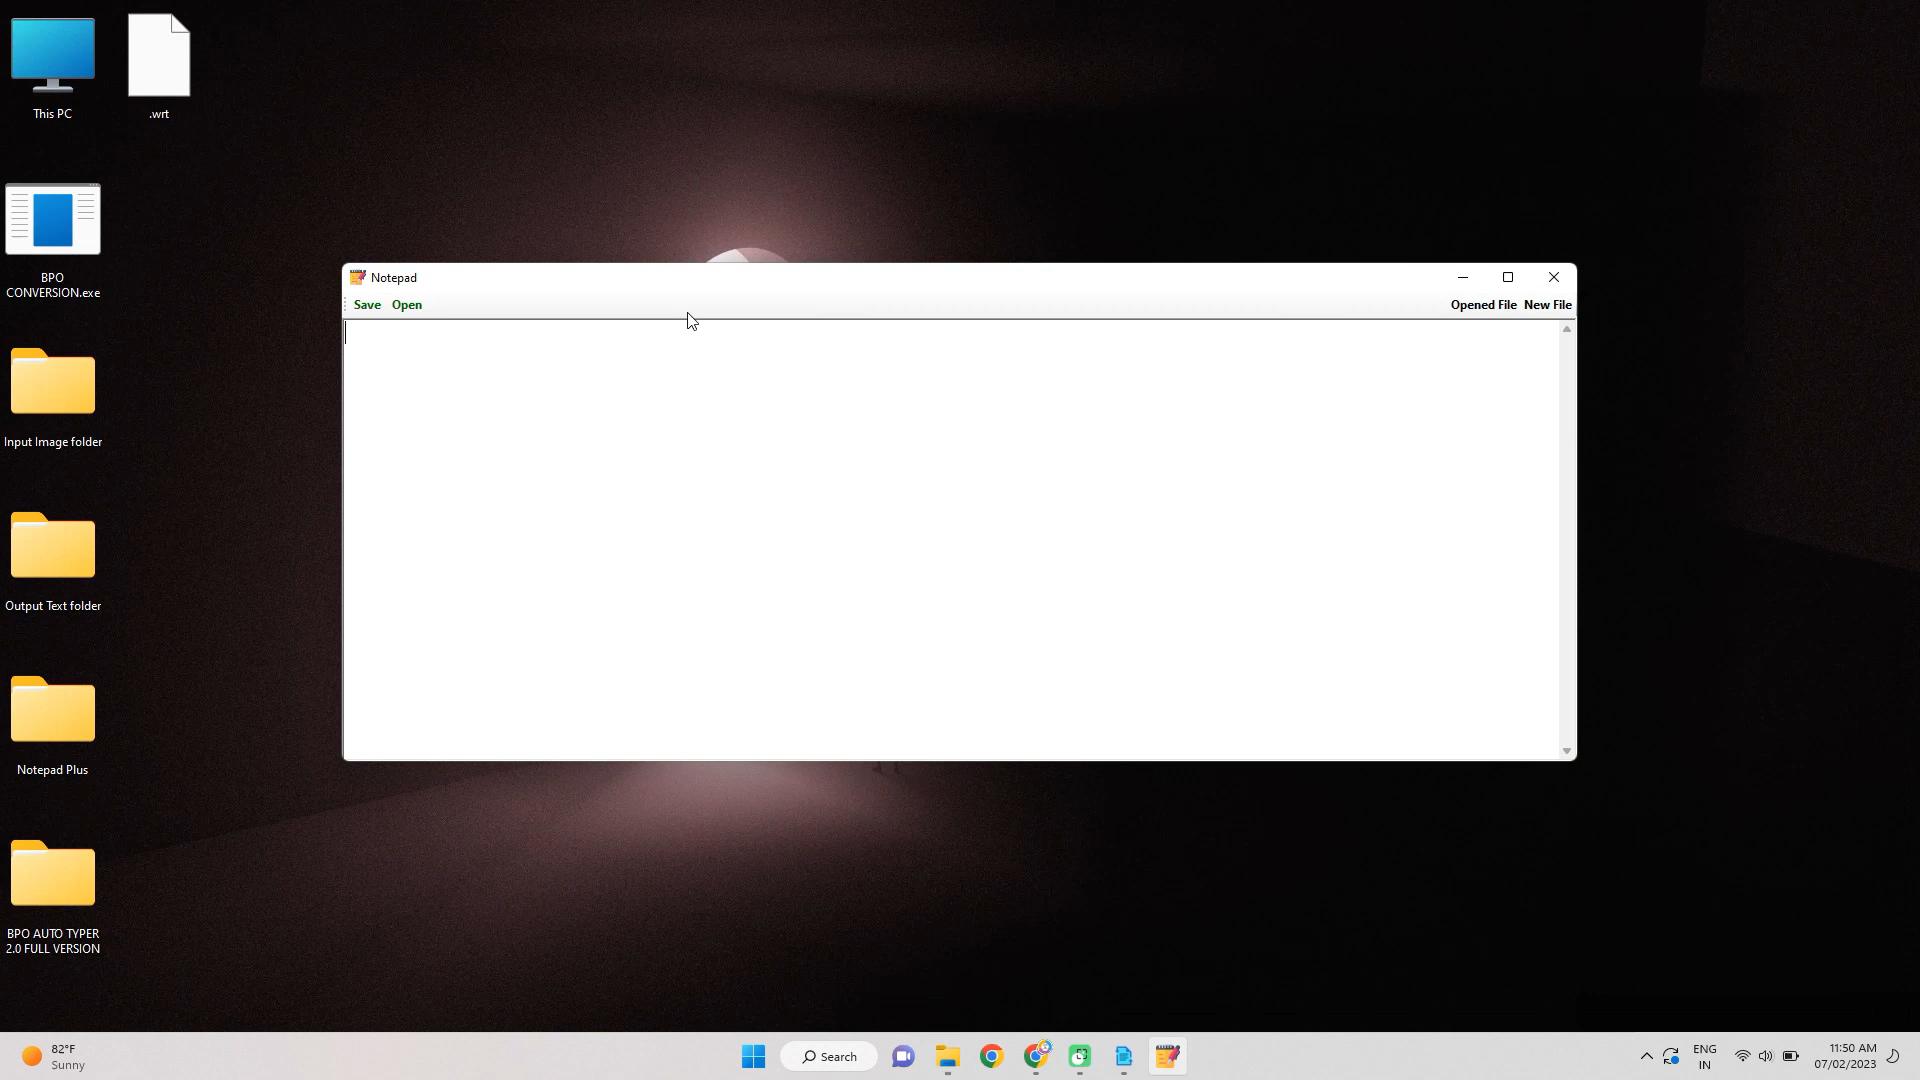 This PC
.wrt
BPO
CONVERSION.exe
Input Image folder
Output Text folder
Notepad Plus
BPO AUTO TYPER
2.0 FULL VERSION
Notepad
Save Open
Opened File New File
82°F
Sunny
Search
ENG
IN
11:50 AM
07/02/2023